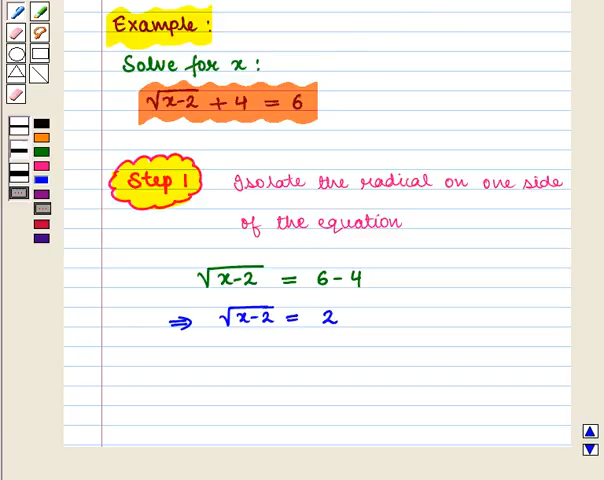 Example :
Solve for x :
√x-2 + 4 = 6
Step 1 Isolate the radical on one side
of the equation
√x-2 = 6-4
⇒ √x-2 = 2